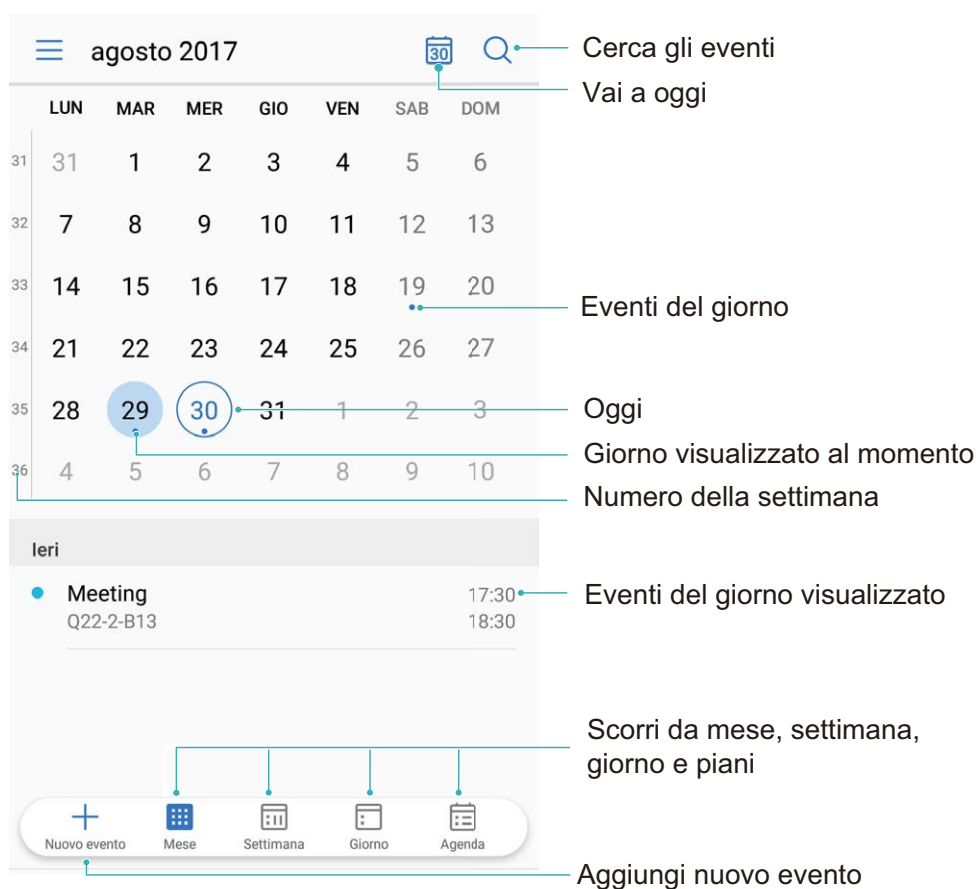 agosto 2017
30
Cerca gli eventi
Vai a oggi
LUN MAR MER GIO VEN SAB DOM
31 31 1 2 3 4 5 6
32 7 8 9 10 11 12 13
33 14 15 16 17 18 19 20
Eventi del giorno
34 21 22 23 24 25 26 27
35 28 29 30 31 1 2 3
Oggi
Giorno visualizzato al momento
36 4 5 6 7 8 9 10
Numero della settimana
Ieri
Meeting 17:30
Eventi del giorno visualizzato
Q22-2-B13 18:30
Scorri da mese, settimana,
giorno e piani
Nuovo evento Mese Settimana Giorno Agenda
Aggiungi nuovo evento